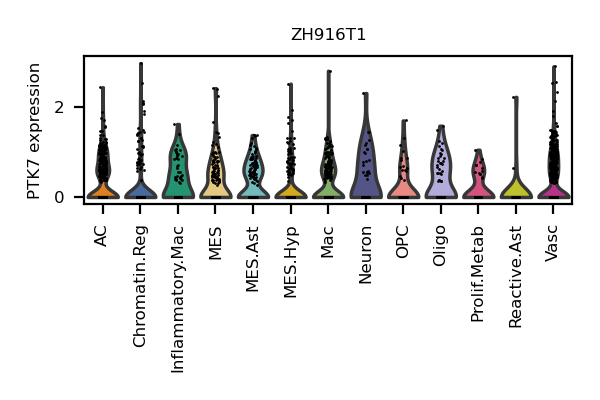 ZH916T1
PTK7 expression
2
0
AC
Chromatin.Reg
Inflammatory.Mac
MES
MES.Ast
MES.Hyp
Mac
Neuron
OPC
Oligo
Prolif.Metab
Reactive.Ast
Vasc